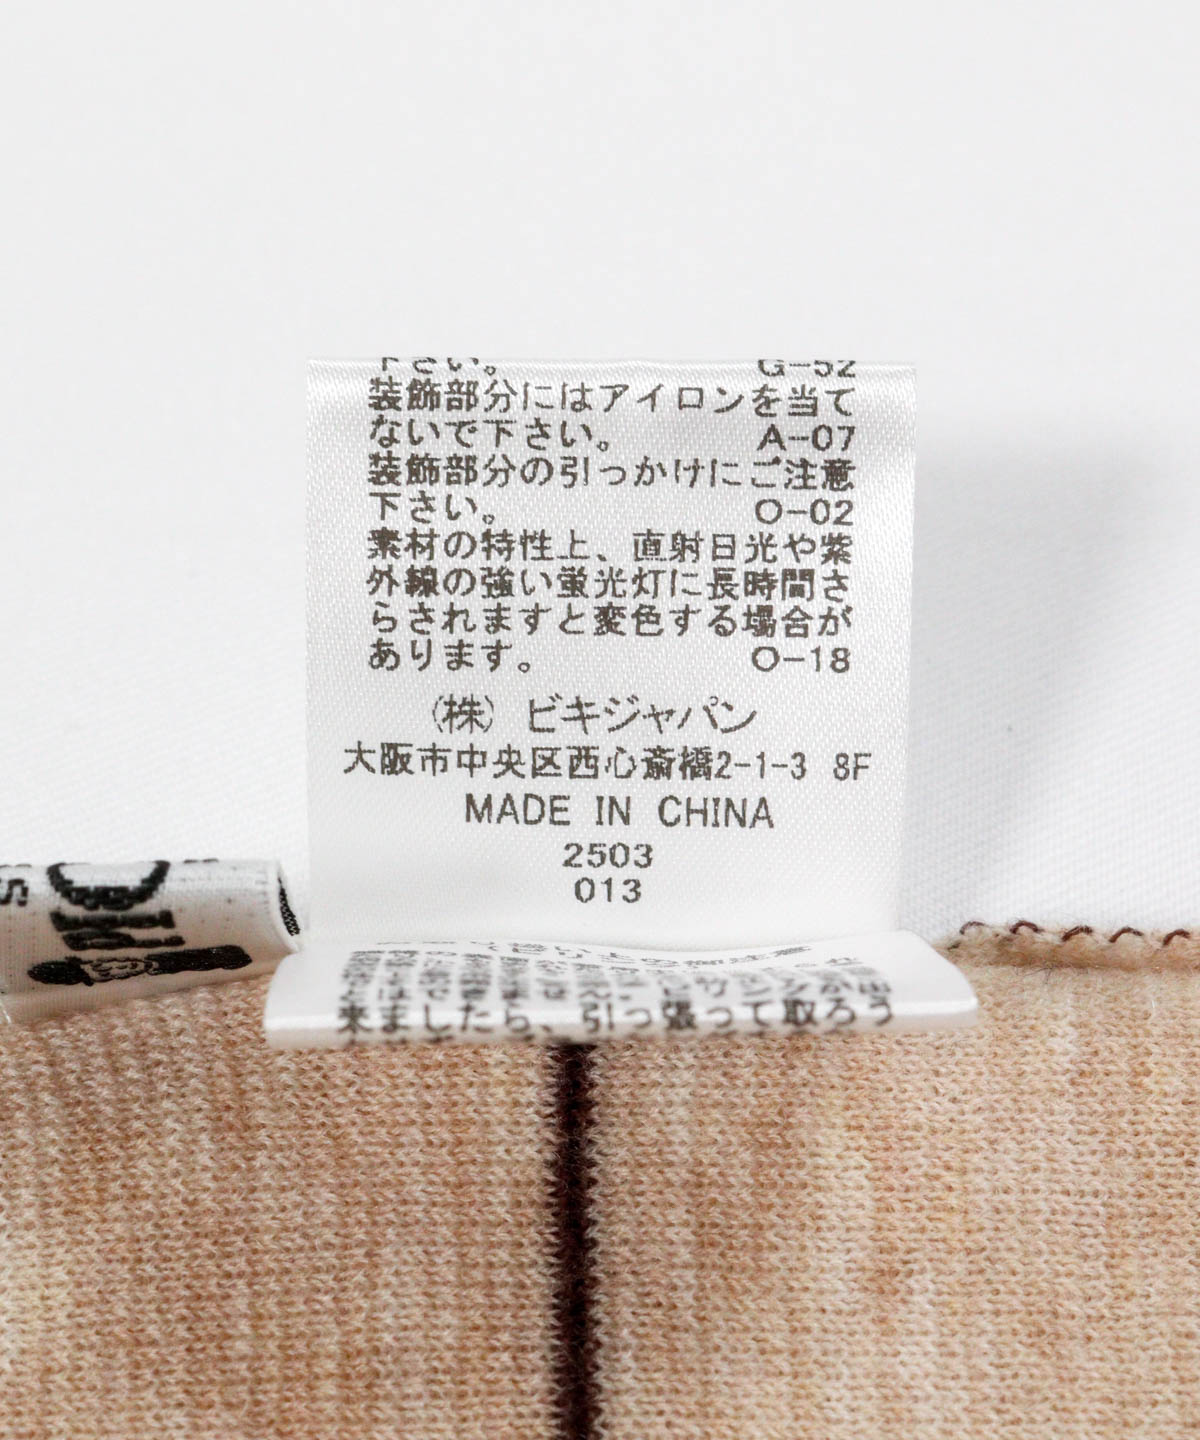 下さい。 G-52
装飾部分にはアイロンを当て
ないで下さい。 A-07
装飾部分の引っかけにご注意
下さい。 O-02
素材の特性上、直射日光や紫
外線の強い蛍光灯に長時間さ
らされますと変色する場合が
あります。 O-18
(株) ビキジャパン
大阪市中央区西心斎橋2-1-3 8F
MADE IN CHINA
2503
013
来ましたら、引っ張って取ろう